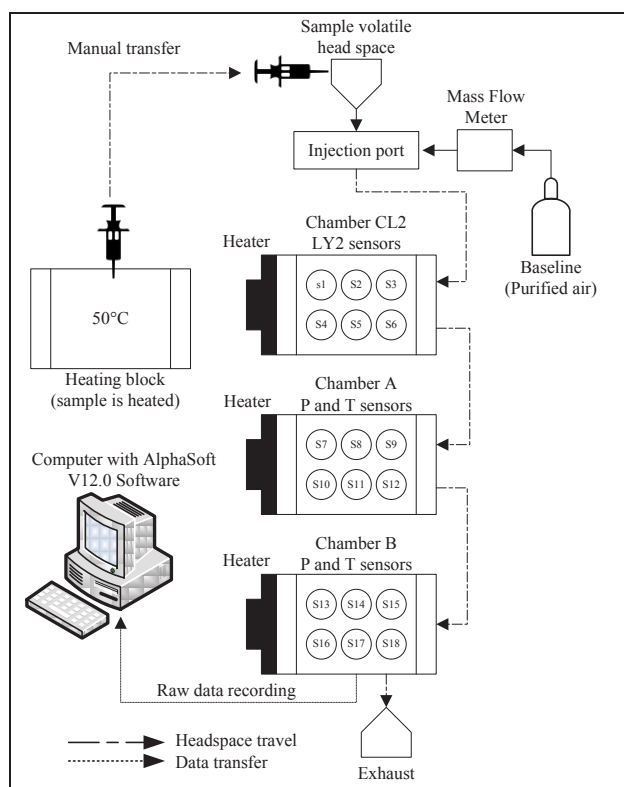 Manual transfer
Sample volatile
head space
Mass Flow
Meter
Injection port
Baseline
(Purified air)
50°C
Heating block
(sample is heated)
Heater
Chamber CL2
LY2 sensors
s1 S2 S3
S4 S5 S6
Heater
Chamber A
P and T sensors
S7 S8 S9
S10 S11 S12
Computer with AlphaSoft
V12.0 Software
Heater
Chamber B
P and T sensors
S13 S14 S15
S16 S17 S18
Raw data recording
Headspace travel
Data transfer
Exhaust